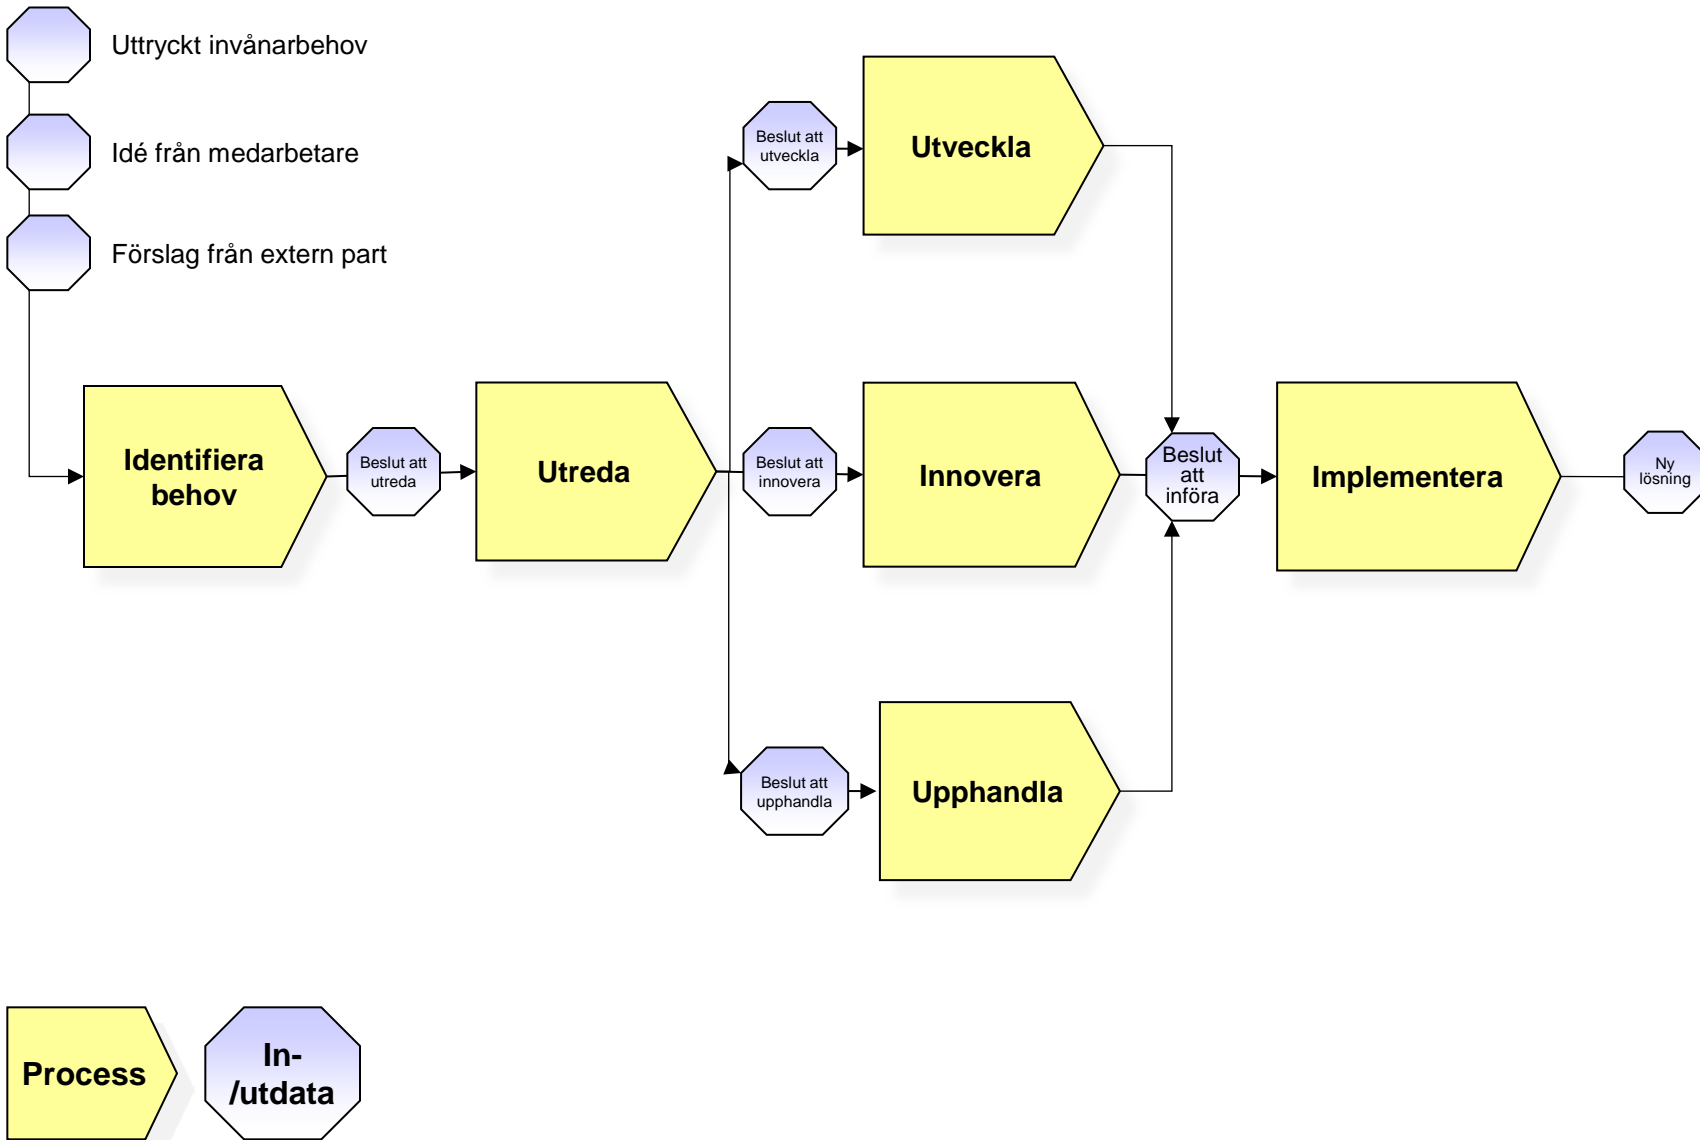 Uttryckt invånarbehov
Idé från medarbetare
Förslag från extern part
Identifiera
behov
Beslut att
utreda
Utreda
Beslut att
utveckla
Utveckla
Beslut att
innovera
Innovera
Beslut att
upphandla
Upphandla
Beslut
att
införa
Implementera
Ny
lösning
Process
In-
/utdata